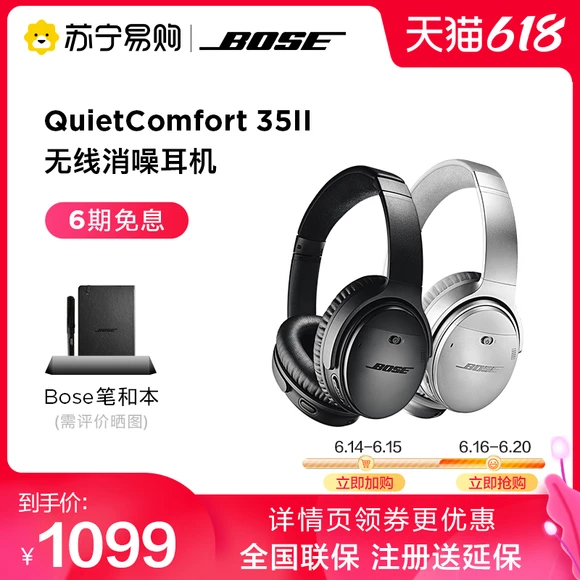 苏宁易购 BOSE
天猫618
QuietComfort 35II
无线消噪耳机
6期免息
BOSE
BOSE
BOSE
Bose笔和本
(需评价晒图)
6.14-6.15
6.16-6.20
立即加购
立即抢购
到手价:
¥1099
详情页领券更优惠
全国联保 注册送延保